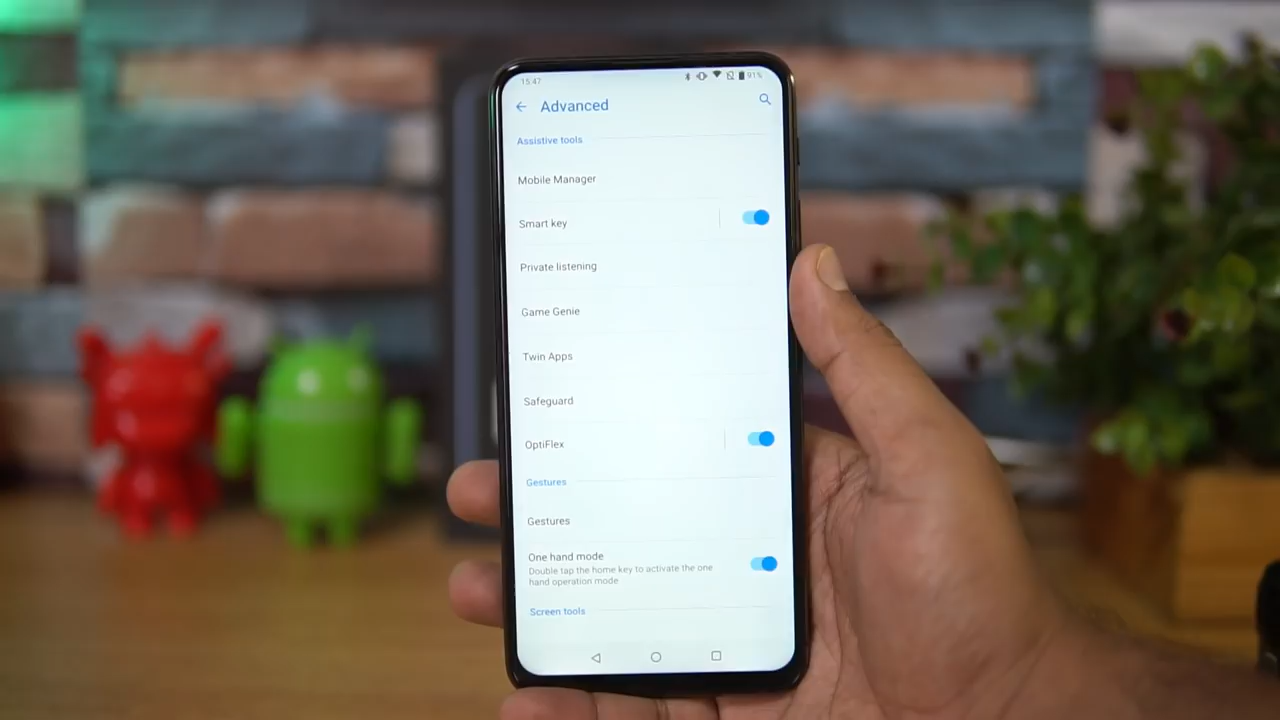 15:47
91%
Advanced
Assistive tools
Mobile Manager
Smart key
Private listening
Game Genie
Twin Apps
Safeguard
OptiFlex
Gestures
Gestures
One hand mode
Double tap the home key to activate the one
hand operation mode
Screen tools